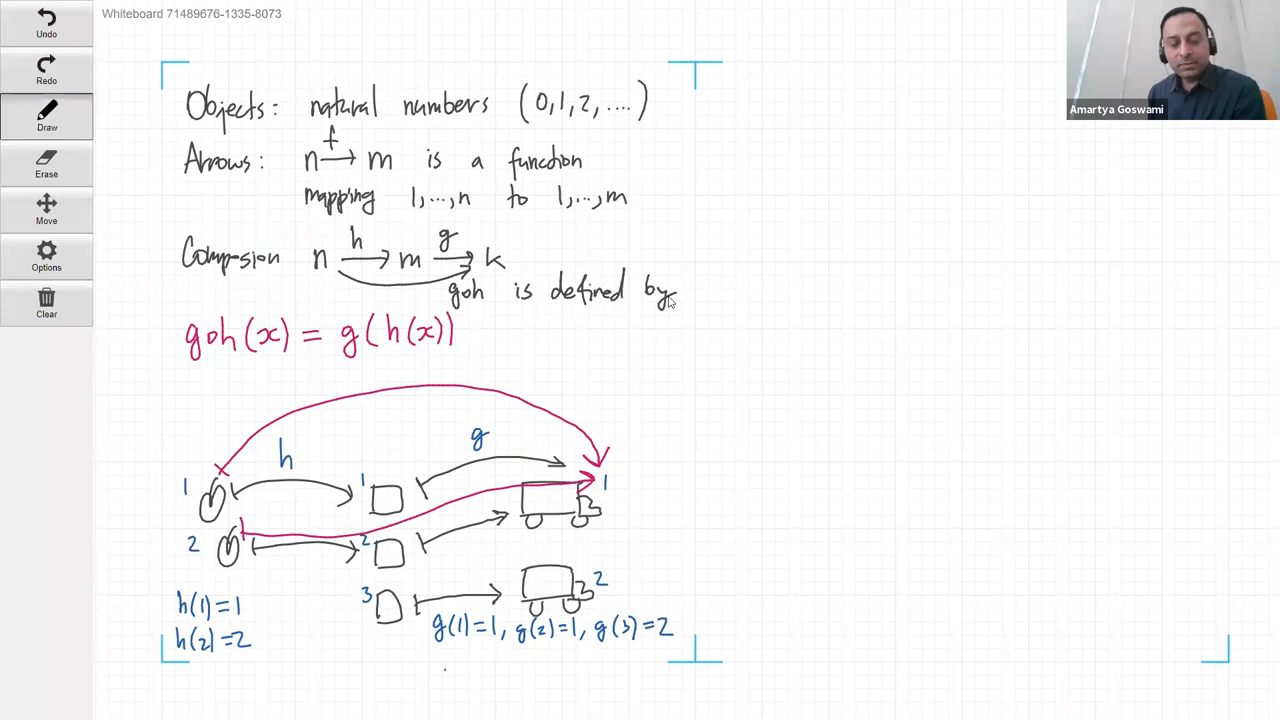 Whiteboard 71489676-1335-8073
Undo
Redo
Draw
Erase
Move
Options
Clear
Amartya Goswami
Objects: natural numbers (0,1,2,....)
Arrows: n →f m is a function
mapping 1,...,n to 1,...,m
Compo-sion n →h m →g k
goh is defined by
goh(x) = g(h(x))
h
g
1
1
1
2
2
3
2
h(1)=1
h(2)=2
g(1)=1, g(2)=1, g(3)=2